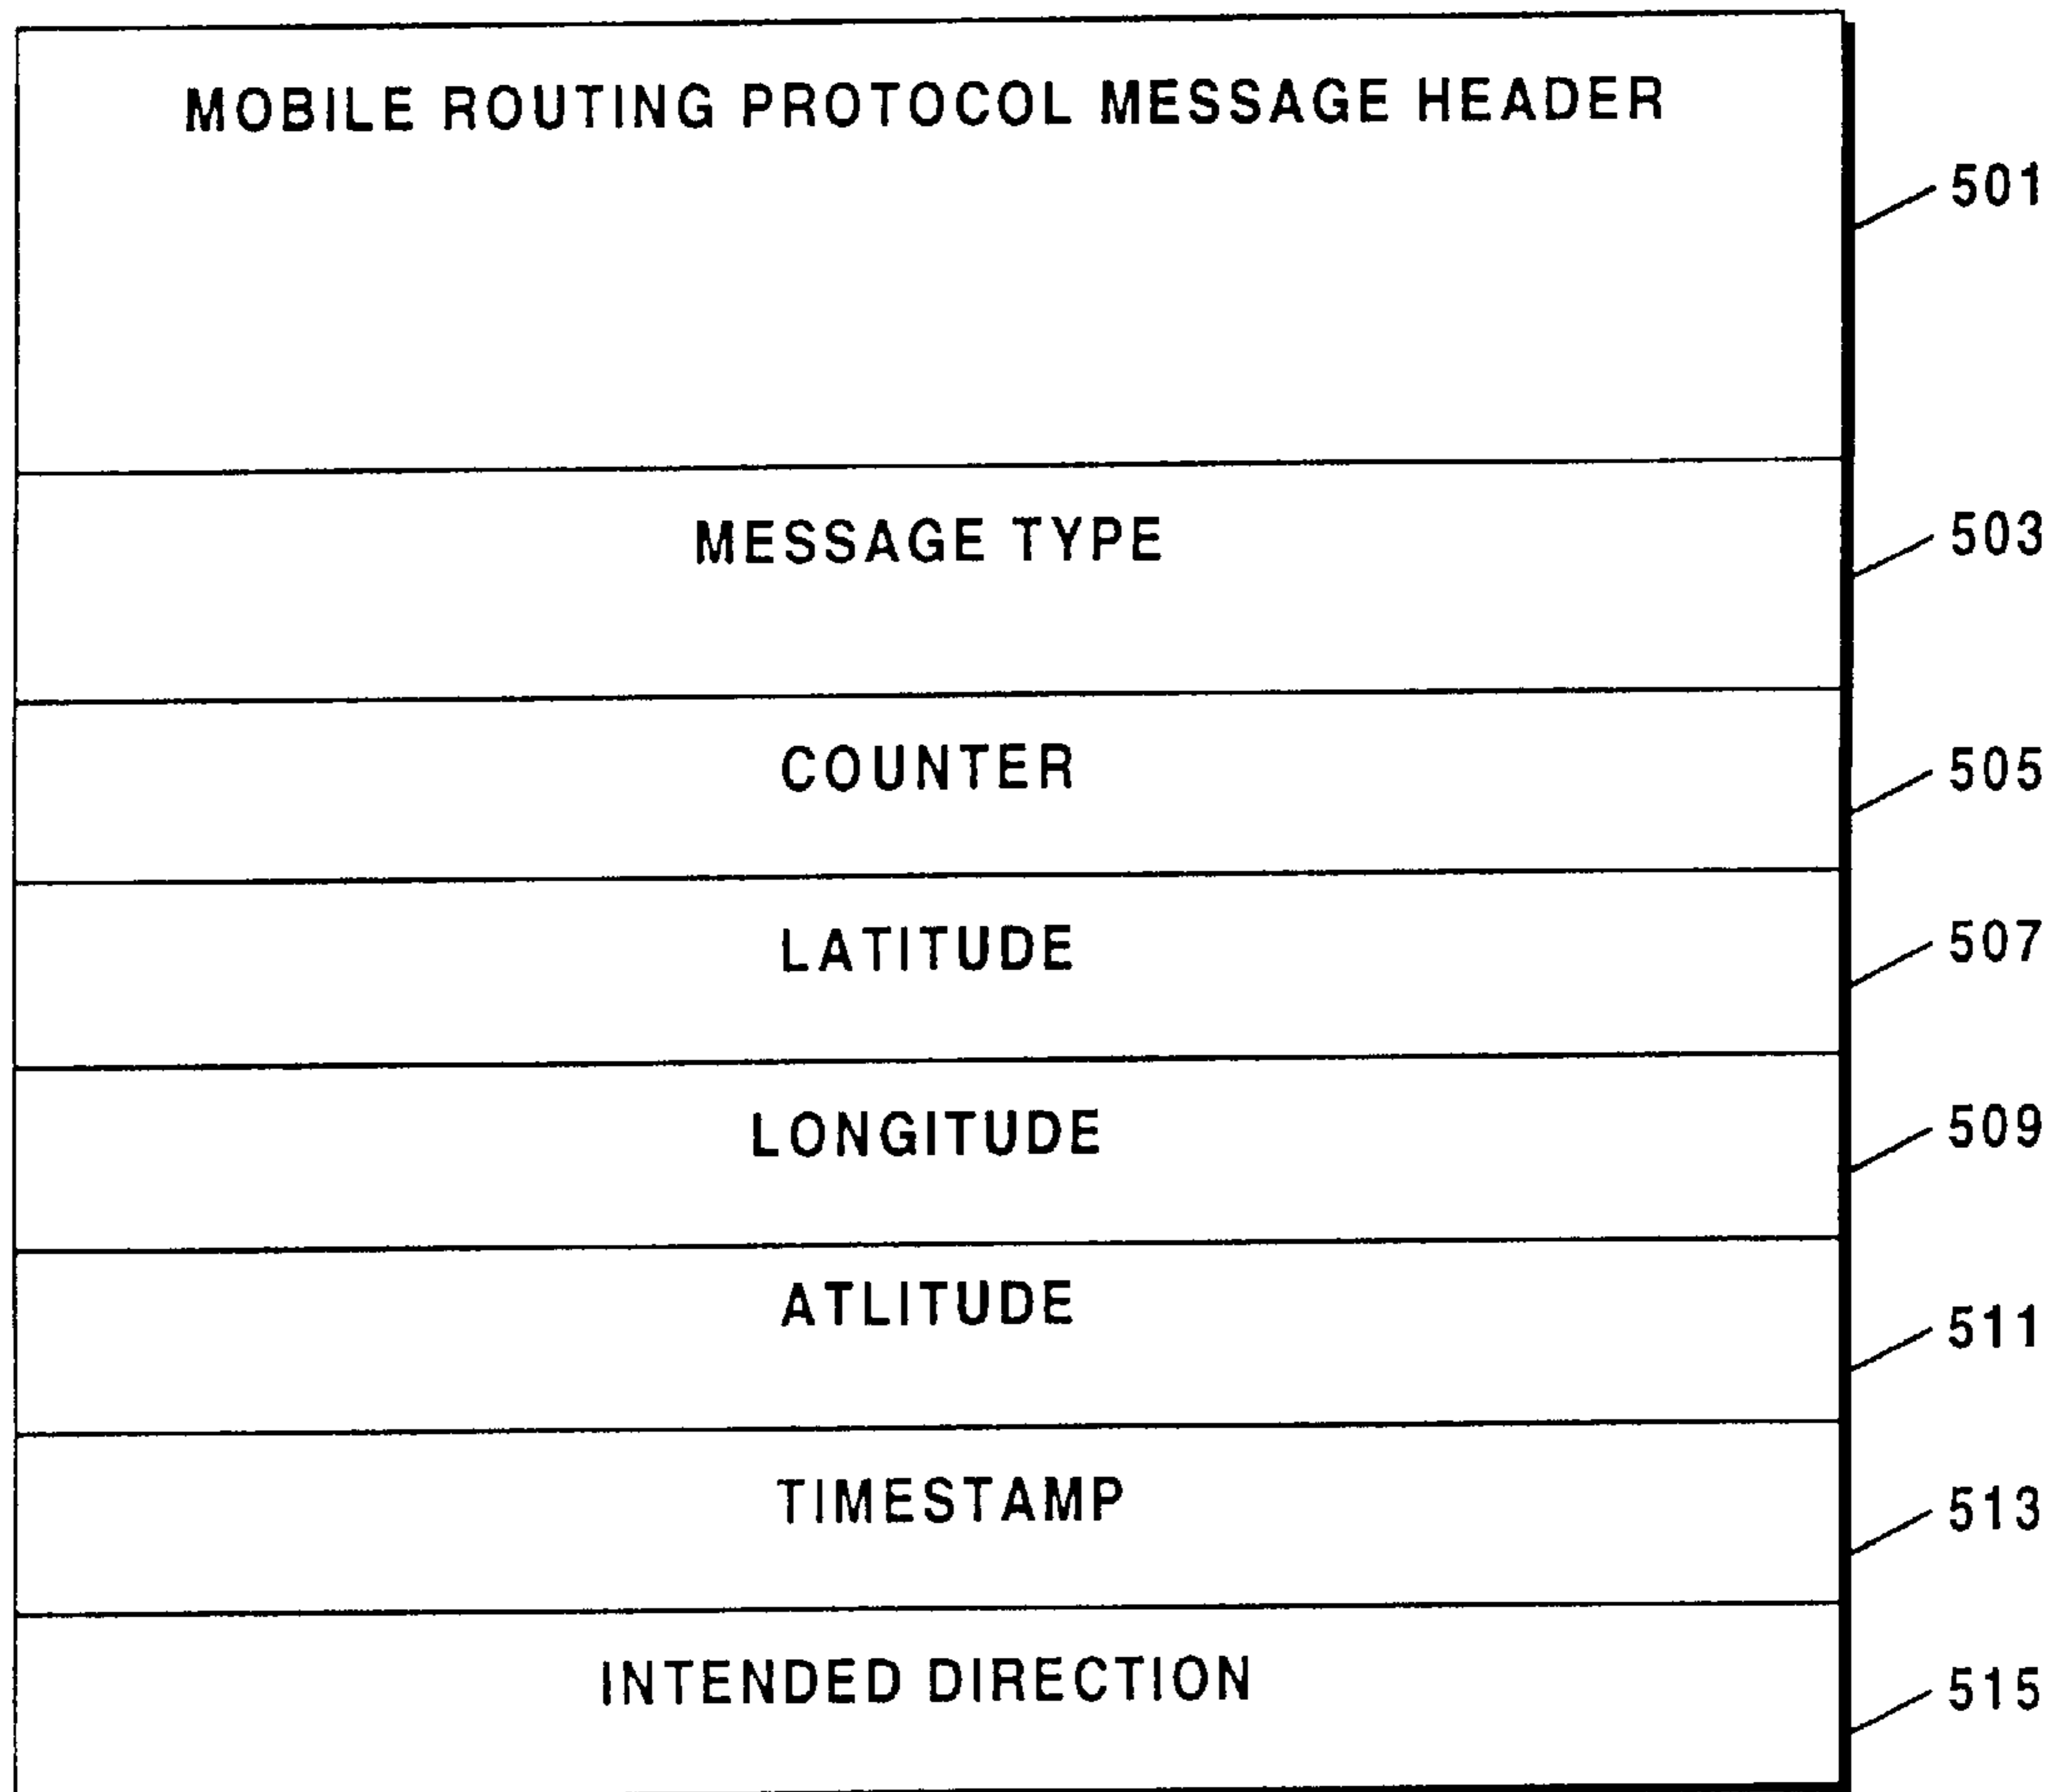 MOBILE ROUTING PROTOCOL MESSAGE HEADER
501
MESSAGE TYPE
503
COUNTER
505
LATITUDE
507
LONGITUDE
509
ATLITUDE
511
TIMESTAMP
513
INTENDED DIRECTION
515